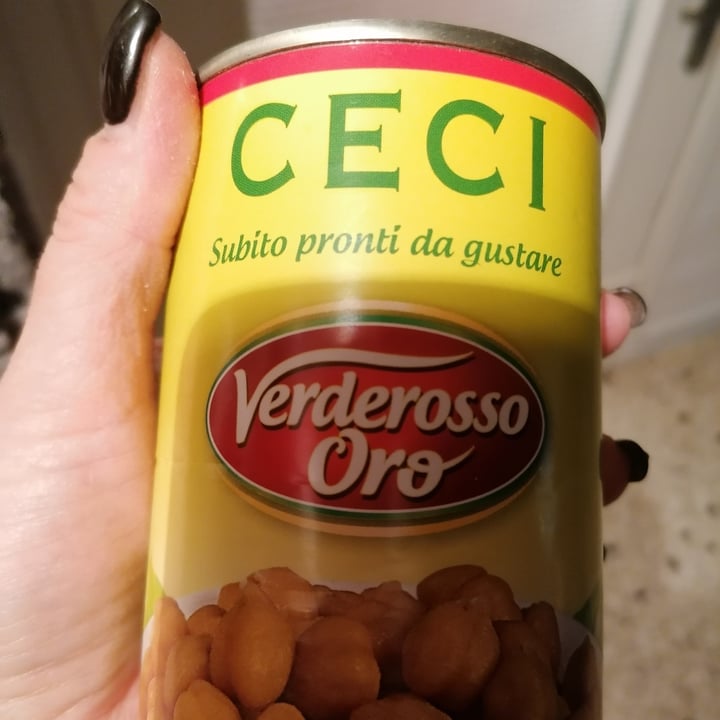 CECI
Subito pronti da gustare
Verderosso
Oro